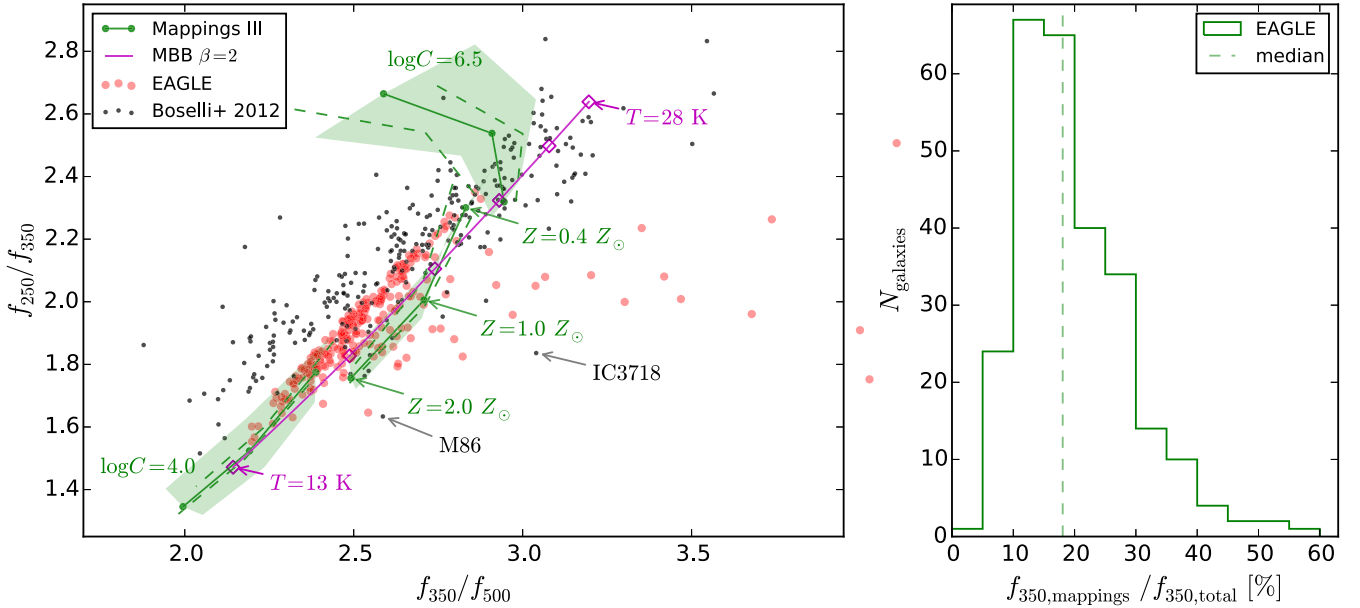 Mappings III
MBB β=2
EAGLE
Boselli+ 2012
logC=6.5
T=28 K
Z=0.4 Z⊙
Z=1.0 Z⊙
IC3718
Z=2.0 Z⊙
M86
logC=4.0
T=13 K
2.8
2.6
2.4
2.2
2.0
1.8
1.6
1.4
f250/f350
2.0 2.5 3.0 3.5
f350/f500
EAGLE
median
60
50
40
30
20
10
0
Ngalaxies
0 10 20 30 40 50 60
f350,mappings /f350,total [%]